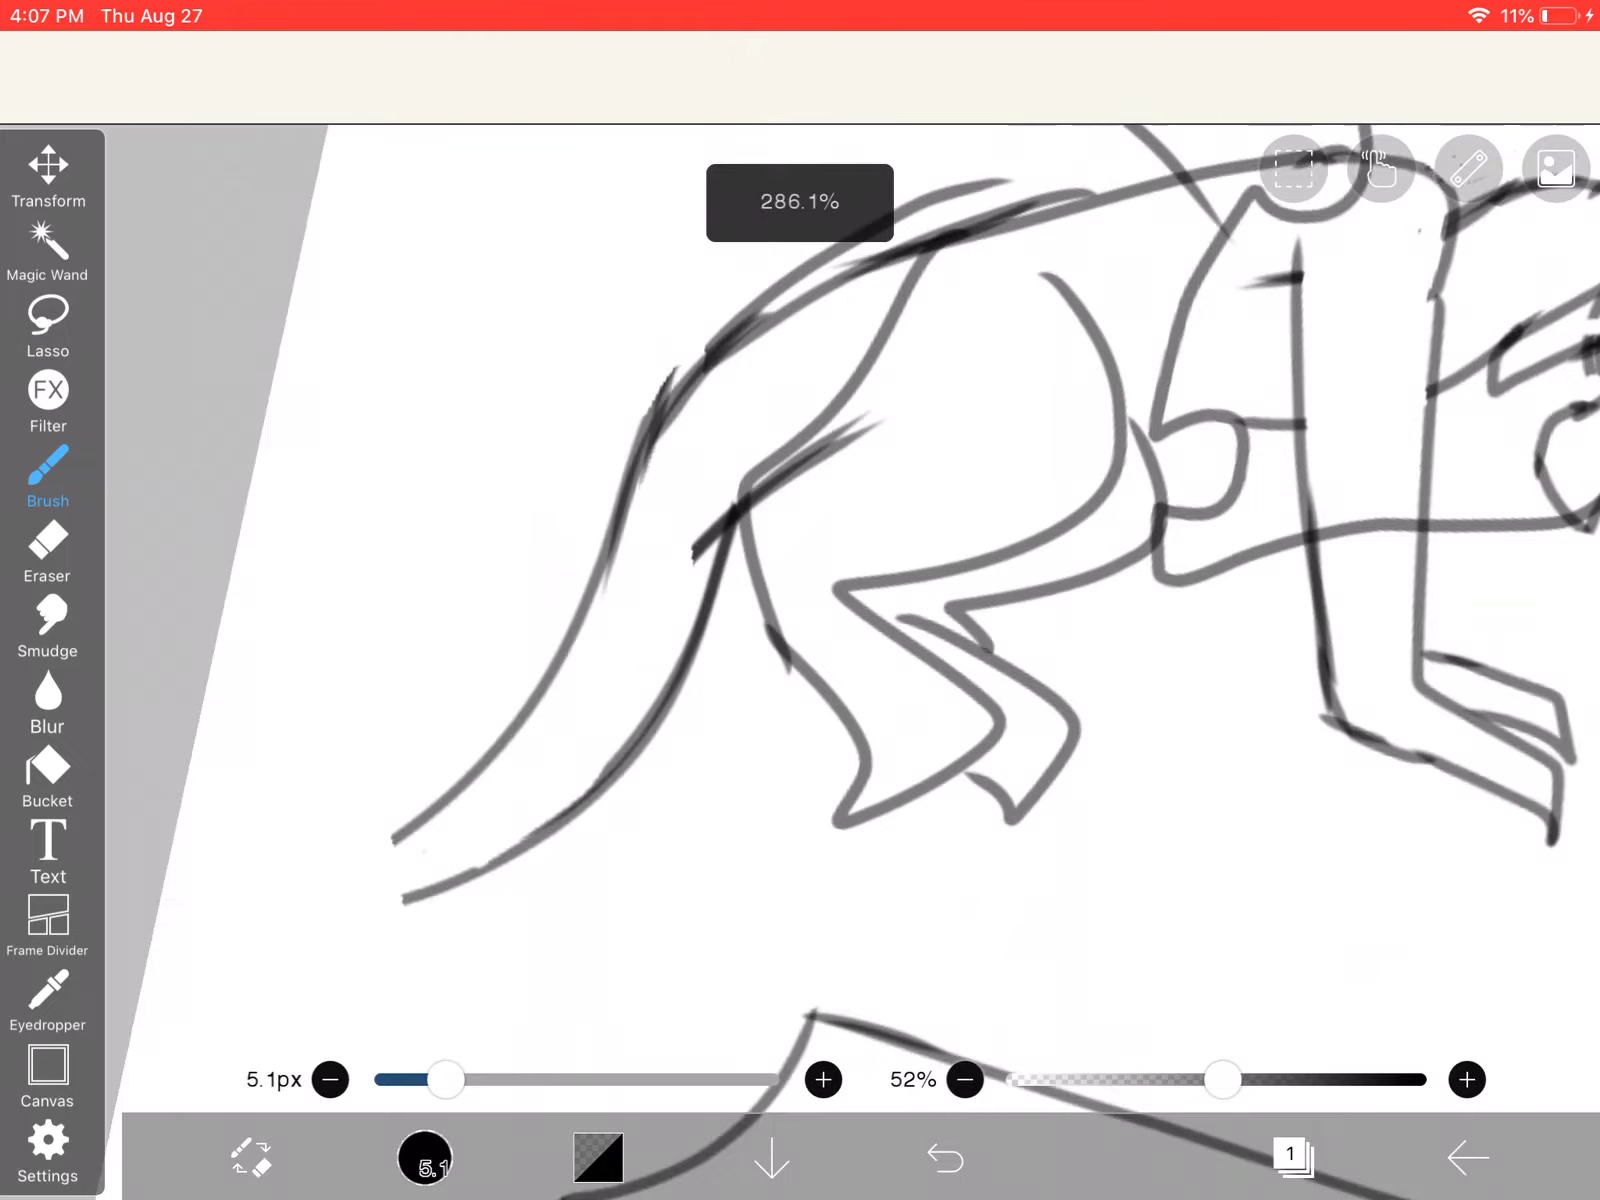 4:07 PM Thu Aug 27
11%
286.1%
Transform
Magic Wand
Lasso
FX
Filter
Brush
Eraser
Smudge
Blur
Bucket
T
Text
Frame Divider
Eyedropper
Canvas
Settings
5.1px
52%
5.1
1